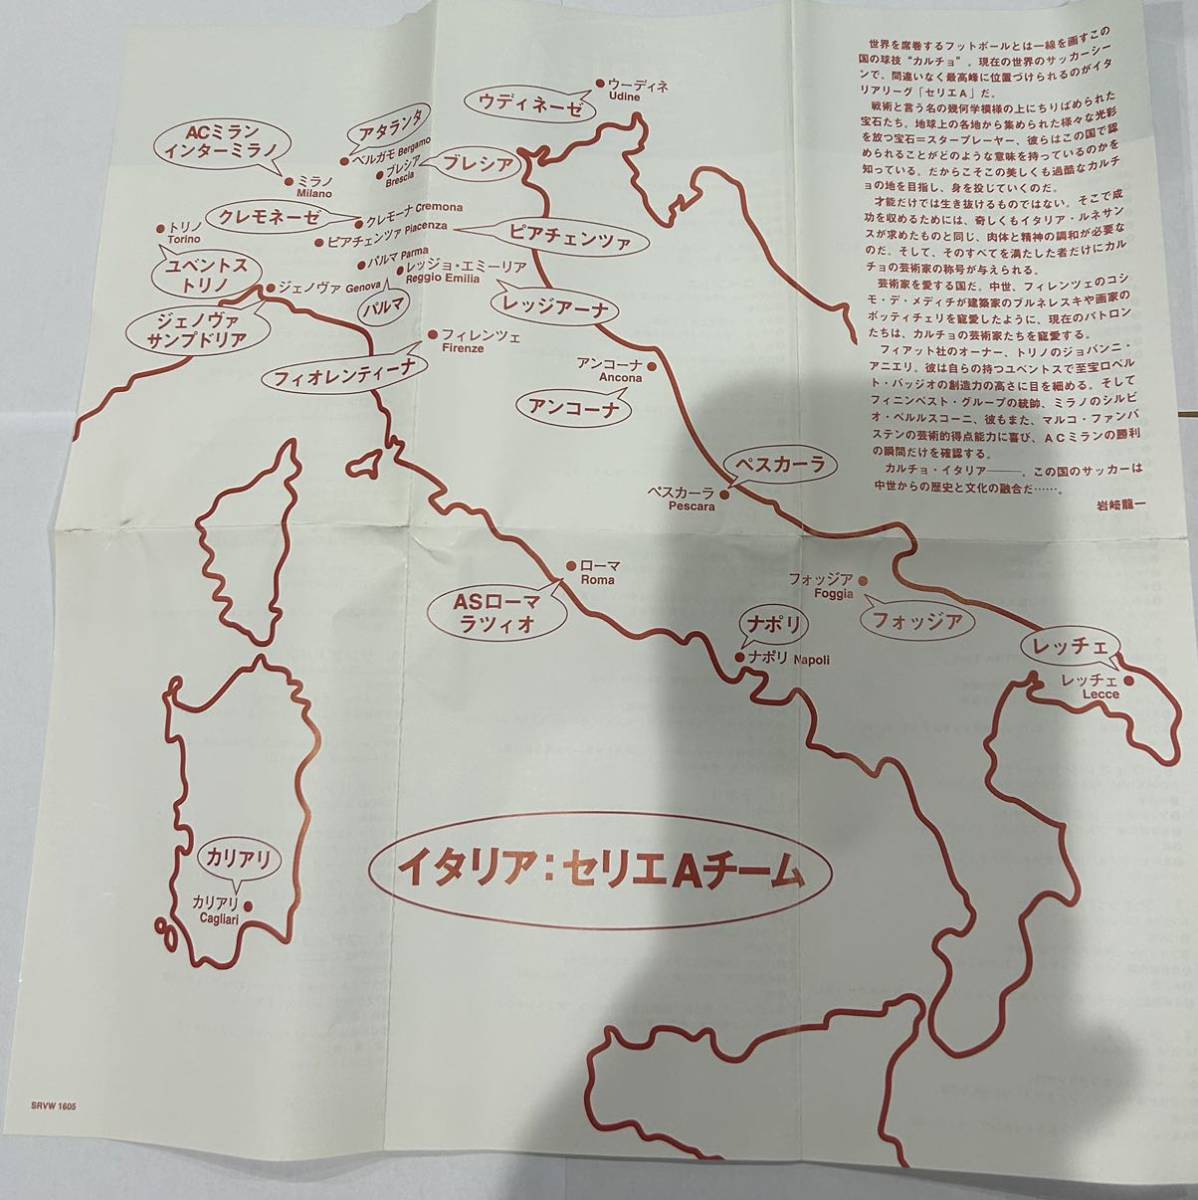 世界を席巻するフットボールとは一線を画すこの
国の球技“カルチョ”。現在の世界のサッカーシー
ンで、間違いなく最高峰に位置づけられるのがイタ
リアリーグ「セリエA」だ。
戦術と言う名の幾何学模様の上にちりばめられた
宝石たち。地球上の各地から集められた様々な光彩
を放つ宝石=スタープレーヤー、彼らはこの国で認
められることがどのような意味を持っているのかを
知っている。だからこそこの美しくも過酷なカルチ
ョの地を目指し、身を投じていくのだ。
才能だけでは生き抜けるものではない。そこで成
功を収めるためには、奇しくもイタリア・ルネサン
スが求めたものと同じ、肉体と精神の調和が必要な
のだ。そして、そのすべてを満たした者だけにカル
チョの芸術家の称号が与えられる。
芸術家を愛する国だ。中世、フィレンツェのコシ
モ・デ・メディチが建築家のブルネレスキや画家の
ボッティチェリを寵愛したように、現在のパトロン
たちは、カルチョの芸術家たちを寵愛する。
フィアット社のオーナー、トリノのジョバンニ・
アニエリ。彼は自らの持つユベントスで至宝ロベル
ト・バッジオの創造力の高さに目を細める。そして
フィニンベスト・グループの統帥、ミラノのシルビ
オ・ベルルスコーニ、彼もまた、マルコ・ファンバ
ステンの芸術的得点能力に喜び、ACミランの勝利
の瞬間だけを確認する。
カルチョ・イタリア――。この国のサッカーは
中世からの歴史と文化の融合だ……。
岩﨑龍一
ウディネーゼ
ウーディネ
Udine
ACミラン
インターミラノ
ミラノ
Milano
アタランタ
ベルガモ Bergamo
ブレシア
ブレシア
Brescia
クレモネーゼ
クレモーナ Cremona
ピアチェンツァ Piacenza
ピアチェンツァ
トリノ
Torino
ユベントス
トリノ
パルマ Parma
パルマ
レッジョ・エミーリア
Reggio Emilia
レッジアーナ
ジェノヴァ Genova
ジェノヴァ
サンプドリア
フィレンツェ
Firenze
フィオレンティーナ
アンコーナ
Ancona
アンコーナ
ペスカーラ
ペスカーラ
Pescara
ローマ
Roma
ASローマ
ラツィオ
フォッジア
Foggia
フォッジア
ナポリ
ナポリ Napoli
レッチェ
レッチェ
Lecce
カリアリ
カリアリ
Cagliari
イタリア:セリエAチーム
SRVW 1605